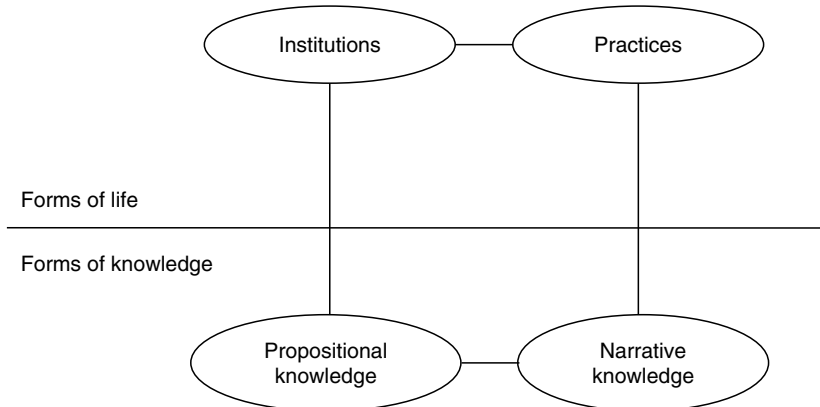 Institutions
Practices
Forms of life
Forms of knowledge
Propositional
knowledge
Narrative
knowledge